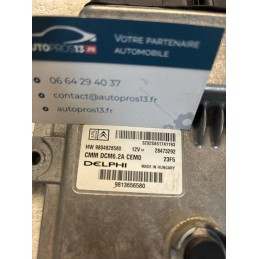 AUTOPROS13.FR
VOTRE PARTENAIRE
AUTOMOBILE
06 64 29 40 37
contact@autopros13.fr
autopros13.fr
HW 9804828580 12V
28473292
CMM DCM6.2A CEM0 23F5
DELPHI MADE IN HUNGARY
9813656580